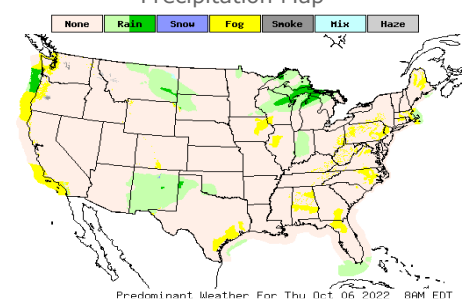 Precipitation Map
None Rain Snow Fog Smoke Mix Haze
Predominant Weather For Thu Oct 06 2022 8AM EDT